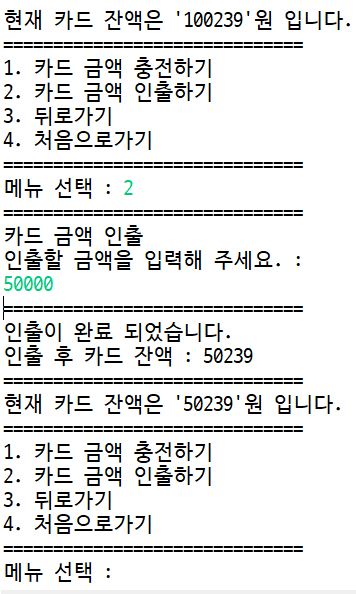 현재 카드 잔액은 '100239'원 입니다.
==============================
1. 카드 금액 충전하기
2. 카드 금액 인출하기
3. 뒤로가기
4. 처음으로가기
==============================
메뉴 선택 : 2
==============================
카드 금액 인출
인출할 금액을 입력해 주세요. :
50000
==============================
인출이 완료 되었습니다.
인출 후 카드 잔액 : 50239
==============================
현재 카드 잔액은 '50239'원 입니다.
==============================
1. 카드 금액 충전하기
2. 카드 금액 인출하기
3. 뒤로가기
4. 처음으로가기
==============================
메뉴 선택 :